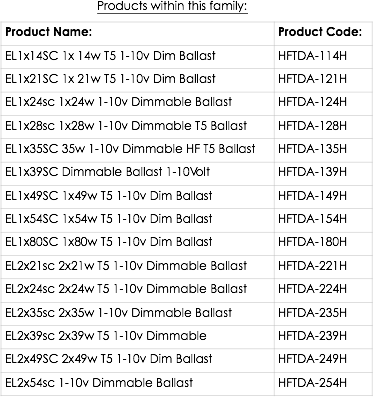 Products within this family:
Product Name: Product Code:
EL1x14SC 1x 14w T5 1-10v Dim Ballast HFTDA-114H
EL1x21SC 1x 21w T5 1-10v Dim Ballast HFTDA-121H
EL1x24sc 1x24w 1-10v Dimmable Ballast HFTDA-124H
EL1x28sc 1x28w 1-10v Dimmable T5 Ballast HFTDA-128H
EL1x35SC 35w 1-10v Dimmable HF T5 Ballast HFTDA-135H
EL1x39SC Dimmable Ballast 1-10Volt HFTDA-139H
EL1x49SC 1x49w T5 1-10v Dim Ballast HFTDA-149H
EL1x54SC 1x54w T5 1-10v Dim Ballast HFTDA-154H
EL1x80SC 1x80w T5 1-10v Dim Ballast HFTDA-180H
EL2x21sc 2x21w T5 1-10v Dimmable Ballast HFTDA-221H
EL2x24sc 2x24w T5 1-10v Dimmable Ballast HFTDA-224H
EL2x35sc 2x35w 1-10v Dimmable Ballast HFTDA-235H
EL2x39sc 2x39w T5 1-10v Dimmable HFTDA-239H
EL2x49SC 2x49w T5 1-10v Dim Ballast HFTDA-249H
EL2x54sc 1-10v Dimmable Ballast HFTDA-254H